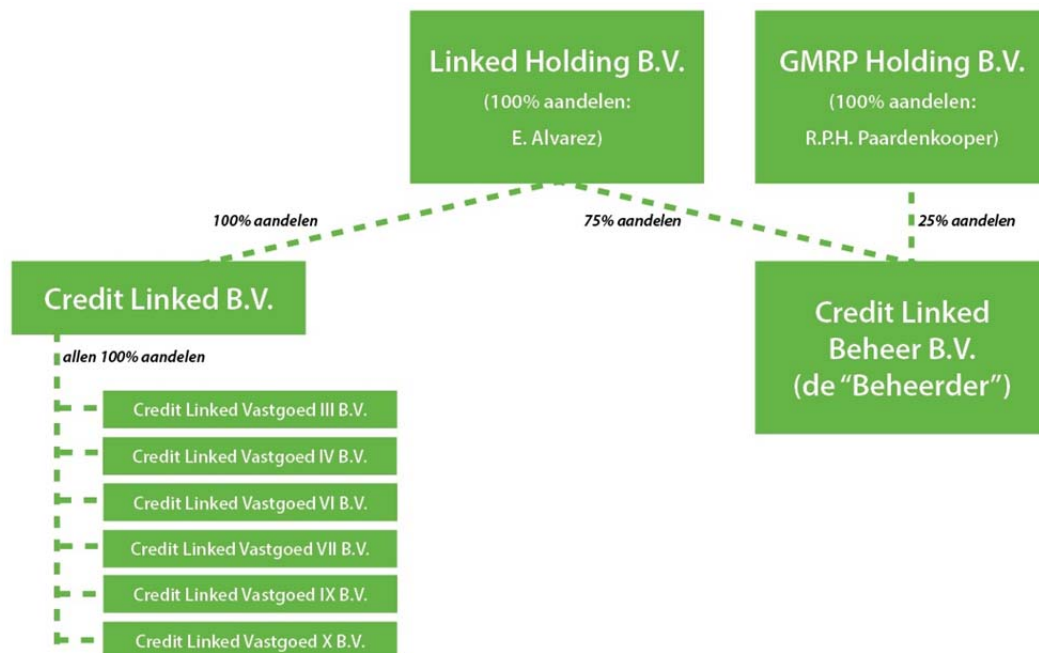 Linked Holding B.V.
(100% aandelen:
E. Alvarez)
GMRP Holding B.V.
(100% aandelen:
R.P.H. Paardenkooper)
100% aandelen
75% aandelen
25% aandelen
Credit Linked B.V.
Credit Linked
Beheer B.V.
(de “Beheerder”)
allen 100% aandelen
Credit Linked Vastgoed III B.V.
Credit Linked Vastgoed IV B.V.
Credit Linked Vastgoed VI B.V.
Credit Linked Vastgoed VII B.V.
Credit Linked Vastgoed IX B.V.
Credit Linked Vastgoed X B.V.